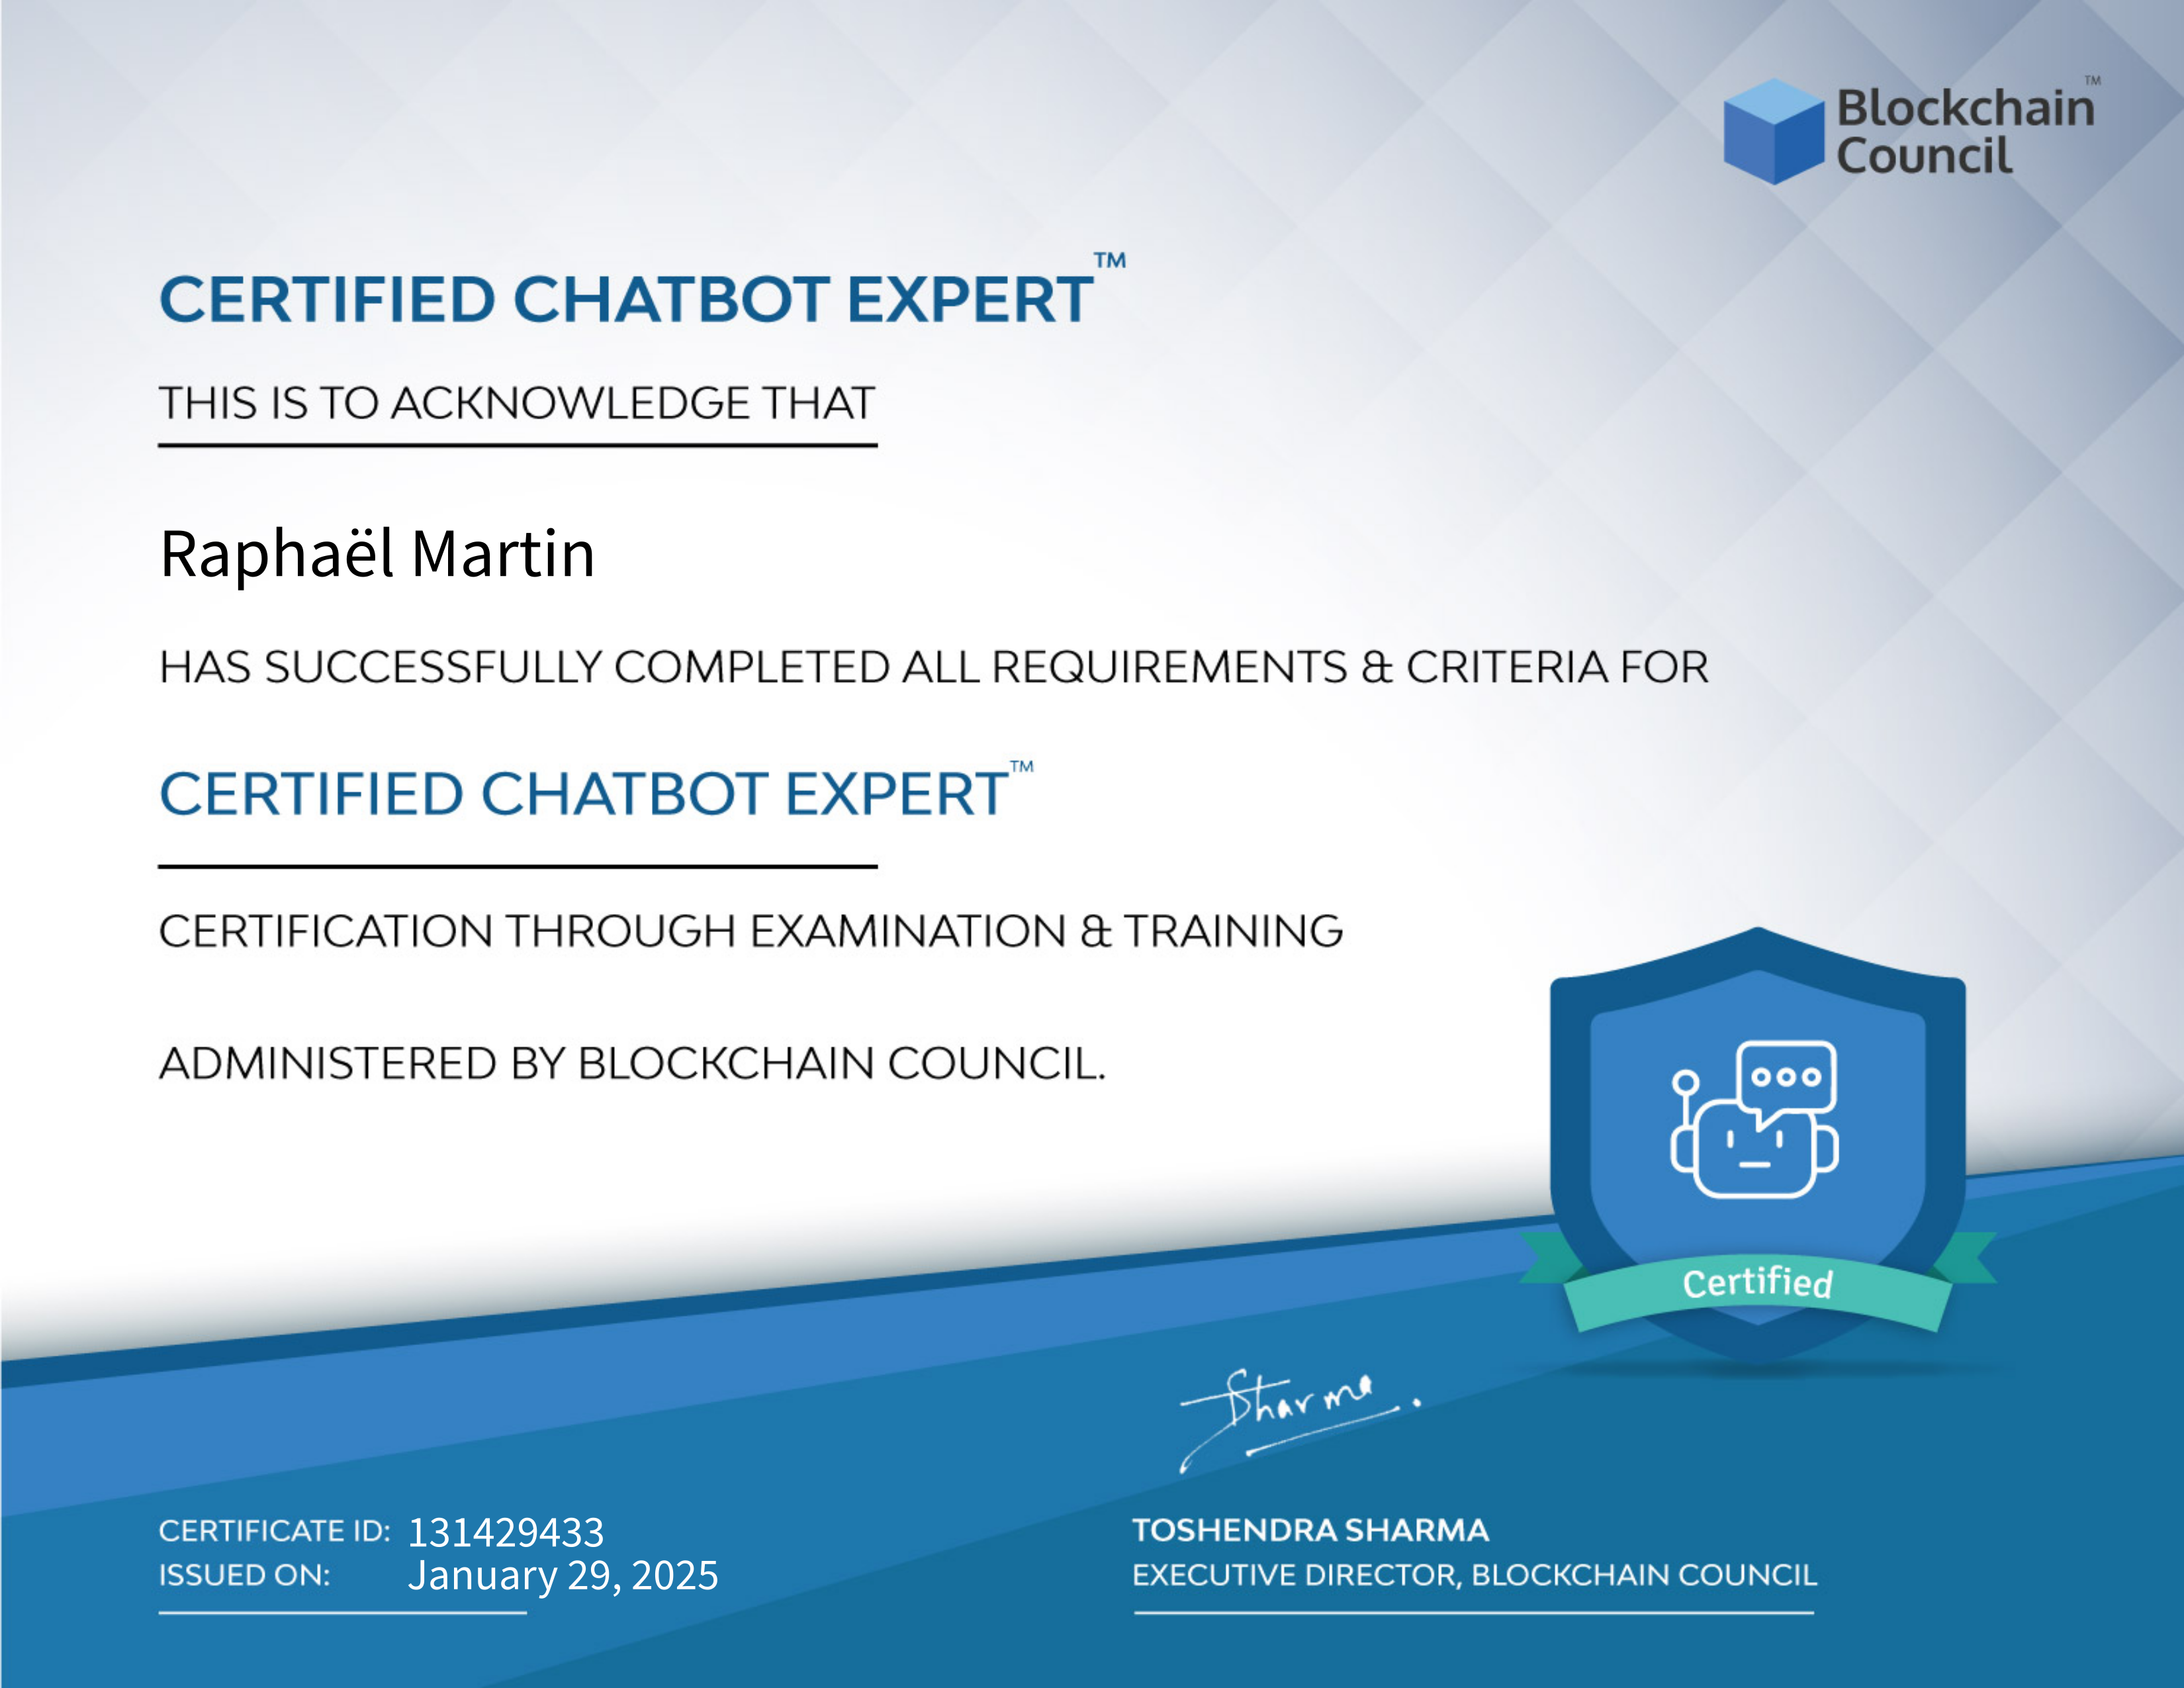 Blockchain™
Council
CERTIFIED CHATBOT EXPERT™
THIS IS TO ACKNOWLEDGE THAT
Raphaël Martin
HAS SUCCESSFULLY COMPLETED ALL REQUIREMENTS & CRITERIA FOR
CERTIFIED CHATBOT EXPERT™
CERTIFICATION THROUGH EXAMINATION & TRAINING
ADMINISTERED BY BLOCKCHAIN COUNCIL.
Certified
Sharma
CERTIFICATE ID: 131429433
ISSUED ON: January 29, 2025
TOSHENDRA SHARMA
EXECUTIVE DIRECTOR, BLOCKCHAIN COUNCIL